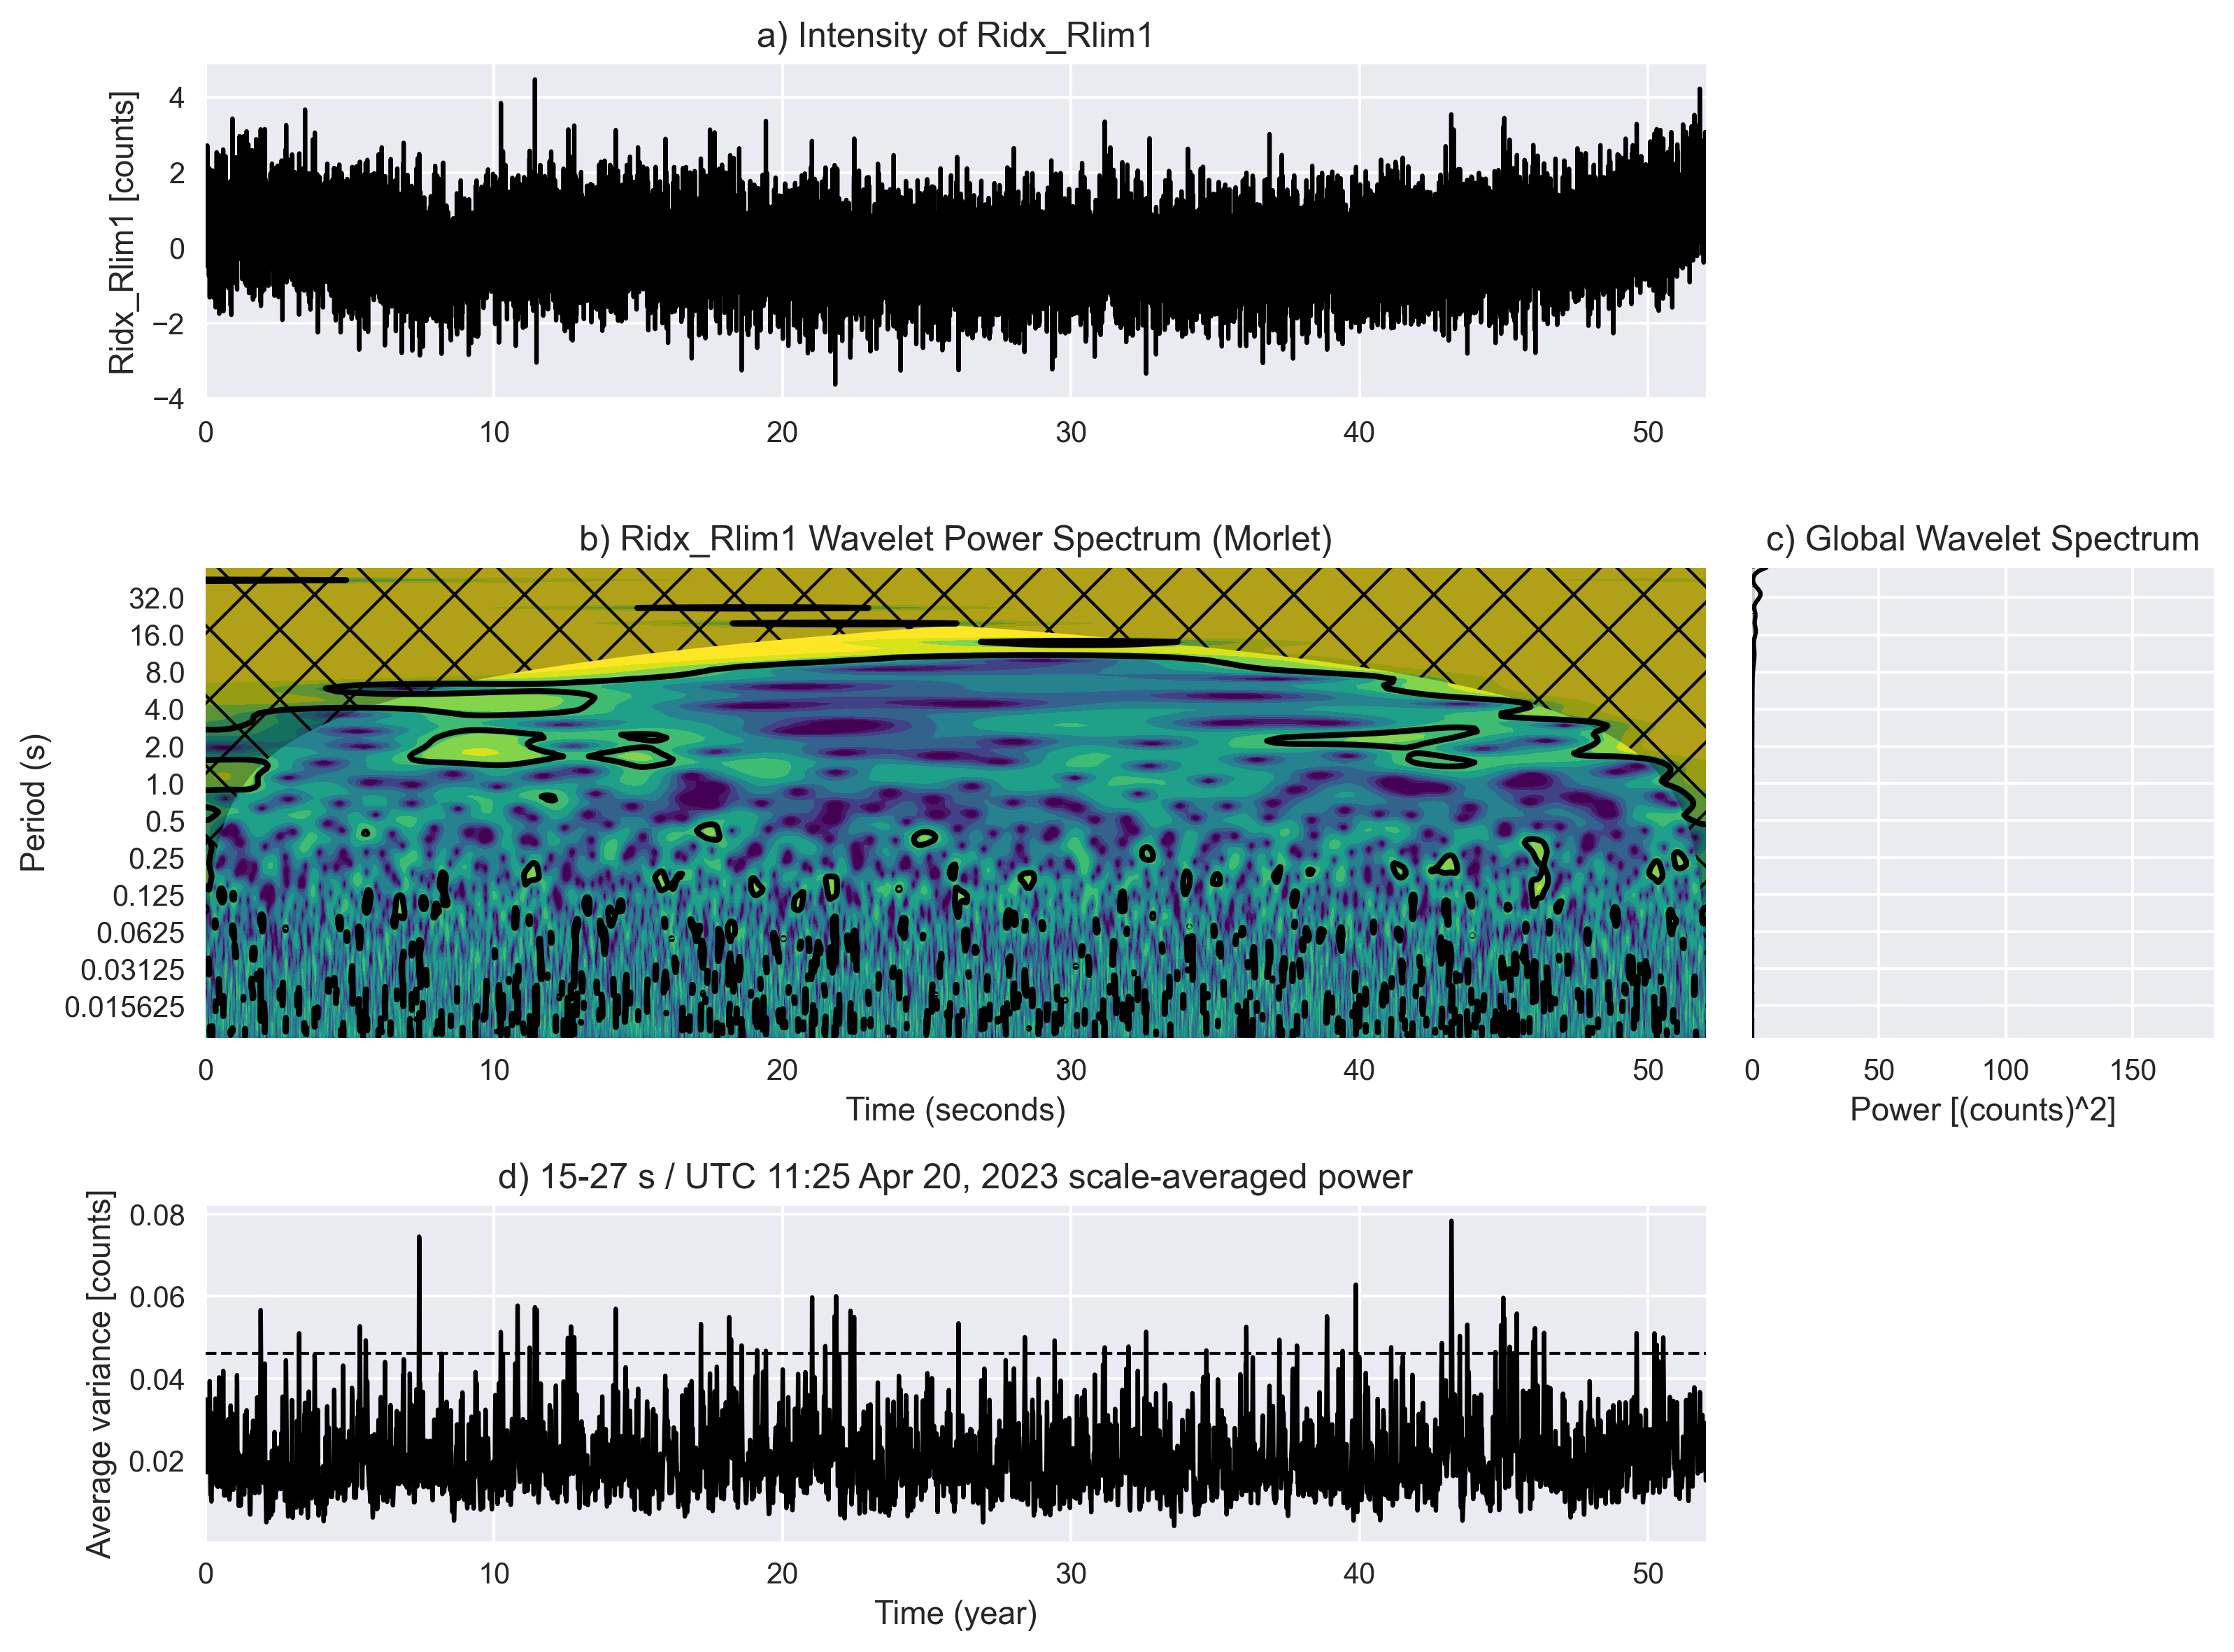 a) Intensity of Ridx_Rlim1
Ridx_Rlim1 [counts]
4
2
0
−2
−4
0 10 20 30 40 50
b) Ridx_Rlim1 Wavelet Power Spectrum (Morlet)
Period (s)
32.0
16.0
8.0
4.0
2.0
1.0
0.5
0.25
0.125
0.0625
0.03125
0.015625
0 10 20 30 40 50
Time (seconds)
c) Global Wavelet Spectrum
0 50 100 150
Power [(counts)^2]
d) 15-27 s / UTC 11:25 Apr 20, 2023 scale-averaged power
Average variance [counts]
0.08
0.06
0.04
0.02
0 10 20 30 40 50
Time (year)